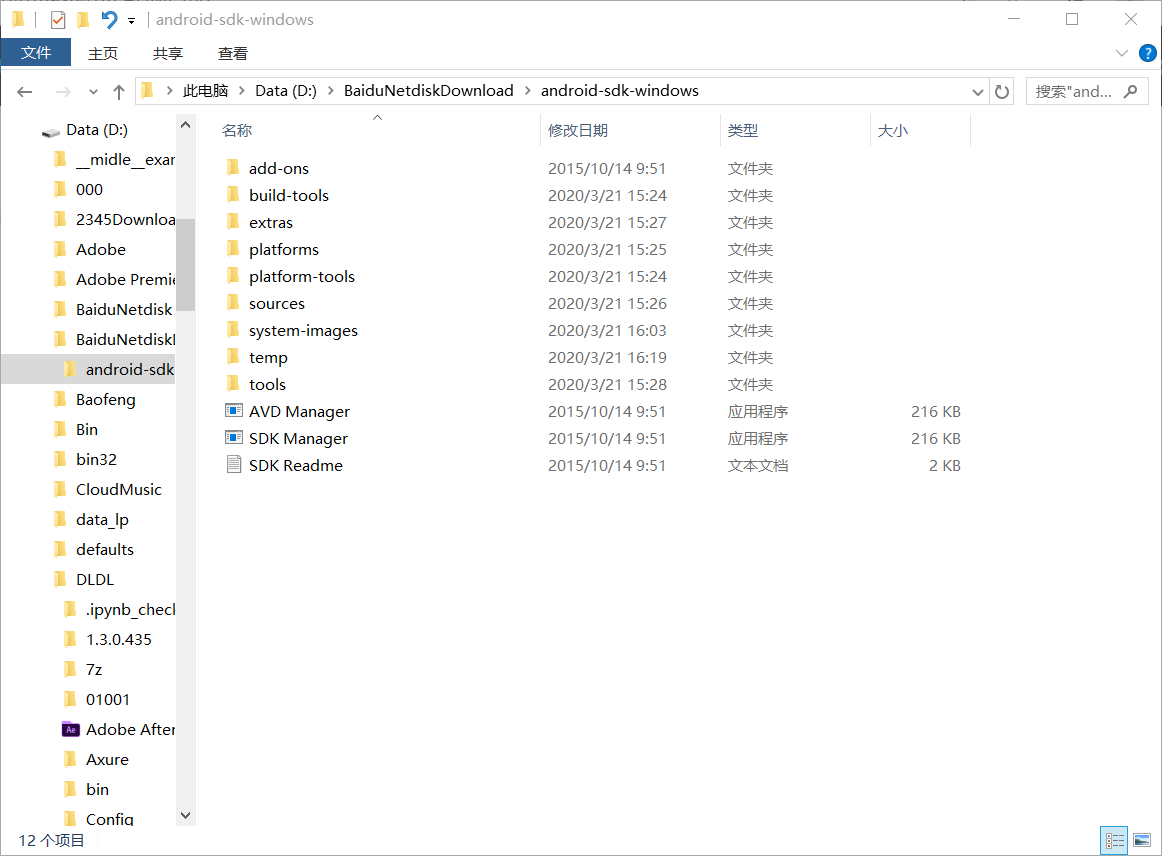 android-sdk-windows
文件 主页 共享 查看
此电脑 Data (D:) BaiduNetdiskDownload android-sdk-windows 搜索"and...
Data (D:)
__midle__exar
000
2345Downloa
Adobe
Adobe Premie
BaiduNetdisk
BaiduNetdisk
android-sdk
Baofeng
Bin
bin32
CloudMusic
data_lp
defaults
DLDL
.ipynb_check
1.3.0.435
7z
01001
Ae Adobe After
Axure
bin
Config
名称 修改日期 类型 大小
add-ons 2015/10/14 9:51 文件夹
build-tools 2020/3/21 15:24 文件夹
extras 2020/3/21 15:27 文件夹
platforms 2020/3/21 15:25 文件夹
platform-tools 2020/3/21 15:24 文件夹
sources 2020/3/21 15:26 文件夹
system-images 2020/3/21 16:03 文件夹
temp 2020/3/21 16:19 文件夹
tools 2020/3/21 15:28 文件夹
AVD Manager 2015/10/14 9:51 应用程序 216 KB
SDK Manager 2015/10/14 9:51 应用程序 216 KB
SDK Readme 2015/10/14 9:51 文本文档 2 KB
12 个项目